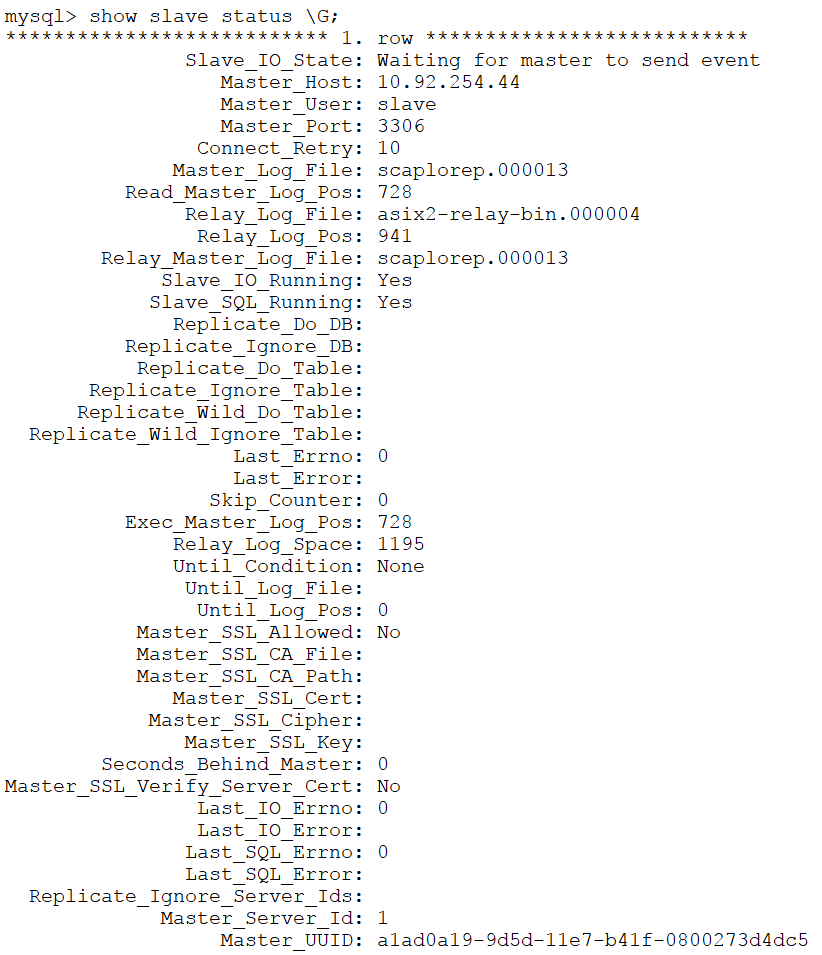 mysql> show slave status \G;
*************************** 1. row ***************************
Slave_IO_State: Waiting for master to send event
Master_Host: 10.92.254.44
Master_User: slave
Master_Port: 3306
Connect_Retry: 10
Master_Log_File: scaplorep.000013
Read_Master_Log_Pos: 728
Relay_Log_File: asix2-relay-bin.000004
Relay_Log_Pos: 941
Relay_Master_Log_File: scaplorep.000013
Slave_IO_Running: Yes
Slave_SQL_Running: Yes
Replicate_Do_DB:
Replicate_Ignore_DB:
Replicate_Do_Table:
Replicate_Ignore_Table:
Replicate_Wild_Do_Table:
Replicate_Wild_Ignore_Table:
Last_Errno: 0
Last_Error:
Skip_Counter: 0
Exec_Master_Log_Pos: 728
Relay_Log_Space: 1195
Until_Condition: None
Until_Log_File:
Until_Log_Pos: 0
Master_SSL_Allowed: No
Master_SSL_CA_File:
Master_SSL_CA_Path:
Master_SSL_Cert:
Master_SSL_Cipher:
Master_SSL_Key:
Seconds_Behind_Master: 0
Master_SSL_Verify_Server_Cert: No
Last_IO_Errno: 0
Last_IO_Error:
Last_SQL_Errno: 0
Last_SQL_Error:
Replicate_Ignore_Server_Ids:
Master_Server_Id: 1
Master_UUID: a1ad0a19-9d5d-11e7-b41f-0800273d4dc5